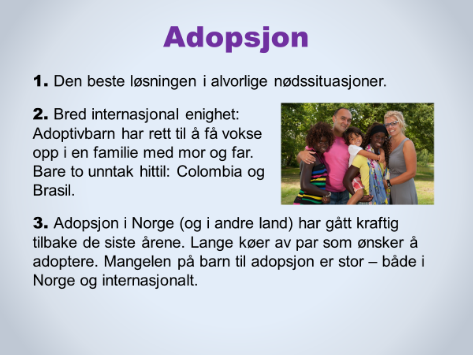 Adopsjon
1. Den beste løsningen i alvorlige nødssituasjoner.
2. Bred internasjonal enighet:
Adoptivbarn har rett til å få vokse
opp i en familie med mor og far.
Bare to unntak hittil: Colombia og
Brasil.
3. Adopsjon i Norge (og i andre land) har gått kraftig
tilbake de siste årene. Lange køer av par som ønsker å
adoptere. Mangelen på barn til adopsjon er stor – både i
Norge og internasjonalt.